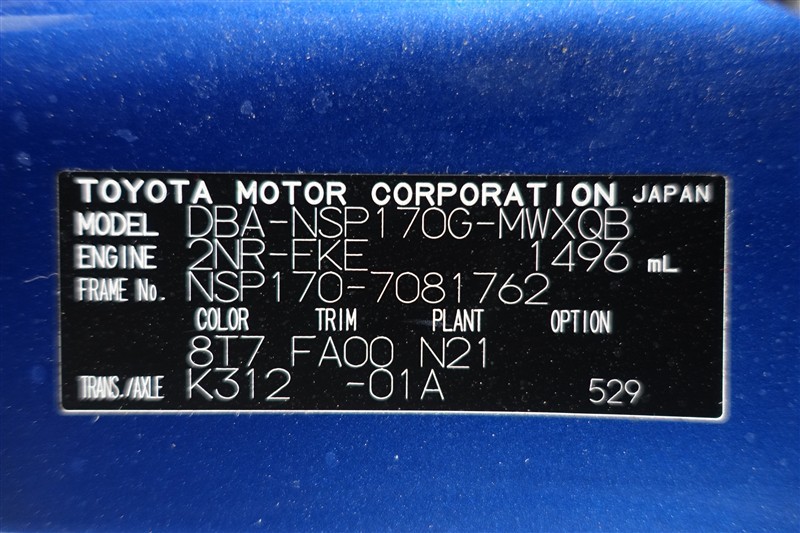 TOYOTA MOTOR CORPORATION JAPAN
MODEL DBA-NSP170G-MWXQB
ENGINE 2NR-FKE 1496 mL
FRAME No. NSP170-7081762
COLOR TRIM PLANT OPTION
8T7 FA00 N21
TRANS./AXLE K312 -01A 529